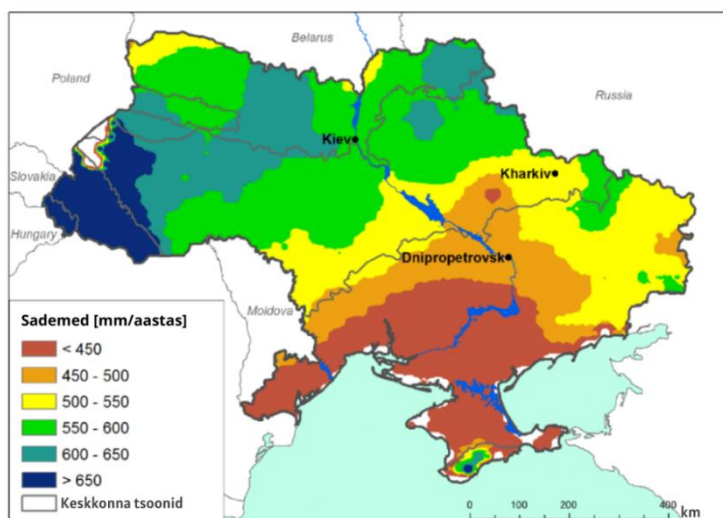 Belarus
Poland
Russia
Kiev
Kharkiv
Slovakia
Hungary
Dnipropetrovsk
Moldova
Sademed [mm/aastas]
< 450
450 - 500
500 - 550
550 - 600
600 - 650
> 650
Keskkonna tsoonid
0 100 200 400
km